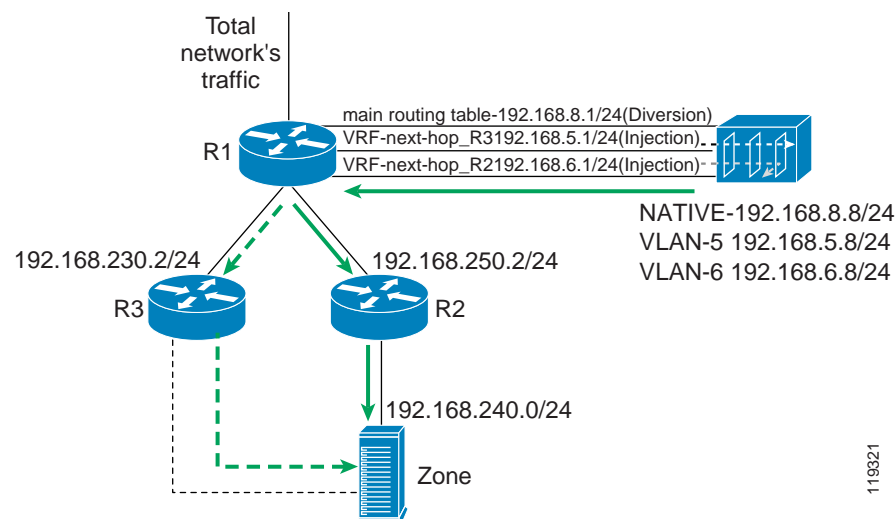 Total
network's
traffic
main routing table-192.168.8.1/24(Diversion)
VRF-next-hop_R3192.168.5.1/24(Injection)
VRF-next-hop_R2192.168.6.1/24(Injection)
R1
NATIVE-192.168.8.8/24
VLAN-5 192.168.5.8/24
VLAN-6 192.168.6.8/24
192.168.230.2/24
192.168.250.2/24
R3
R2
192.168.240.0/24
Zone
119321